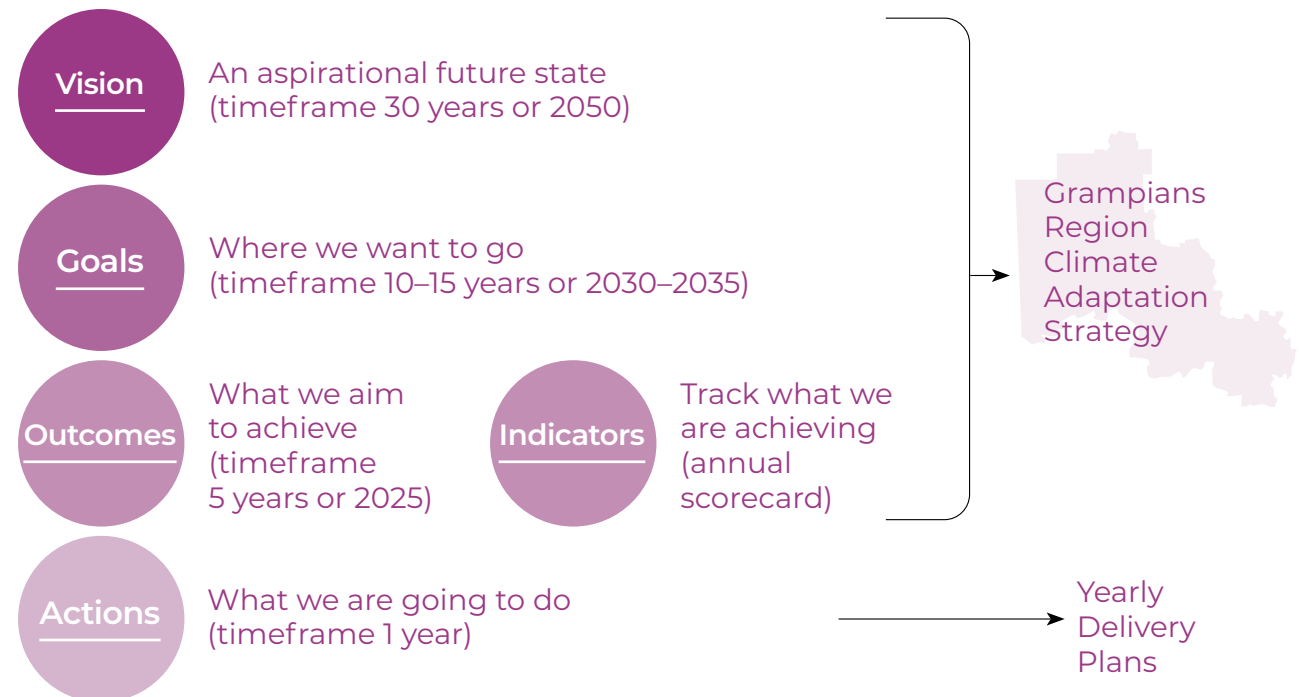 Vision
An aspirational future state
(timeframe 30 years or 2050)
Goals
Where we want to go
(timeframe 10–15 years or 2030–2035)
Outcomes
What we aim
to achieve
(timeframe
5 years or 2025)
Indicators
Track what we
are achieving
(annual
scorecard)
Grampians
Region
Climate
Adaptation
Strategy
Actions
What we are going to do
(timeframe 1 year)
Yearly
Delivery
Plans